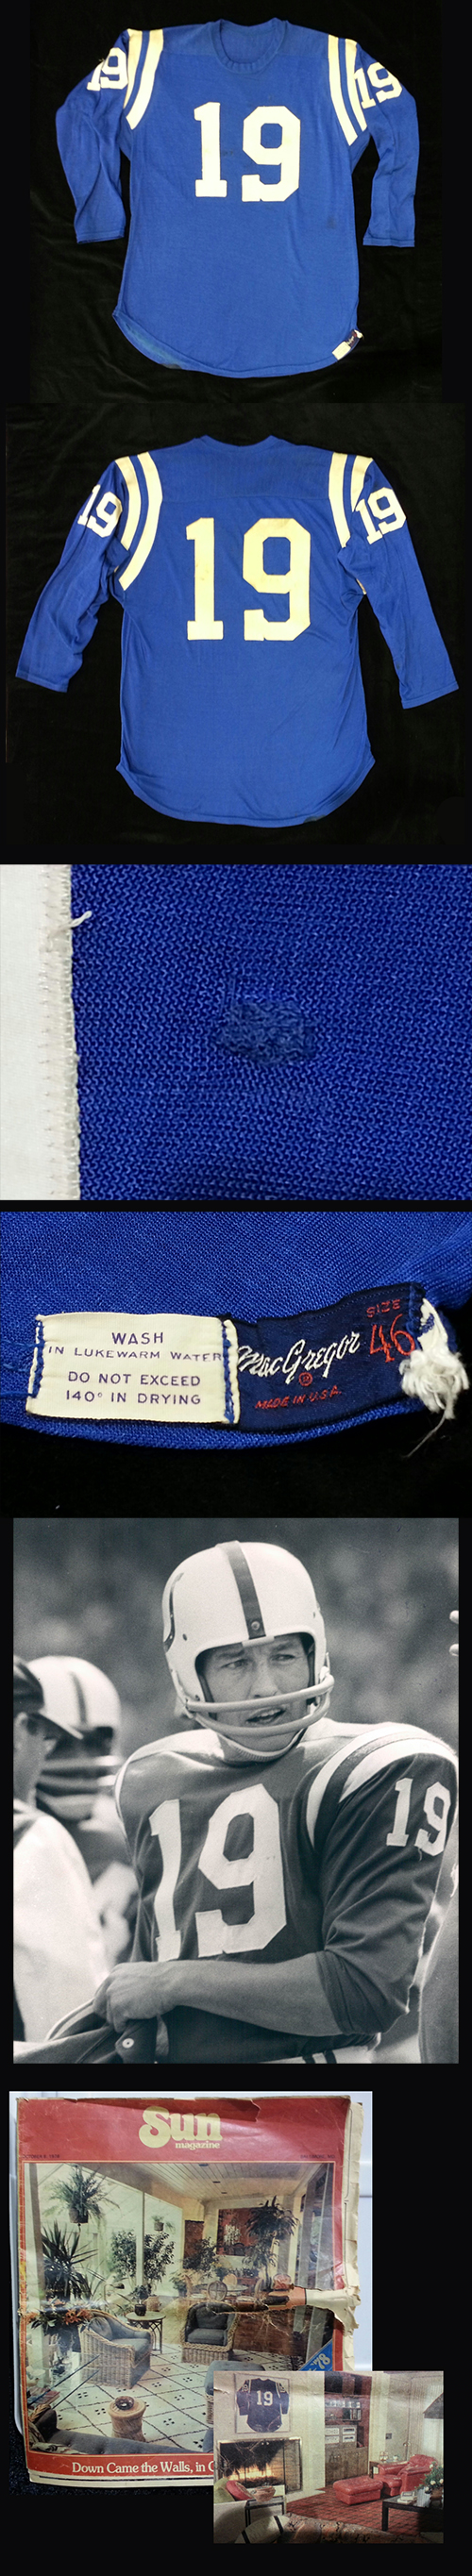 19
19
19
19
19
19
WASH
IN LUKEWARM WATER
DO NOT EXCEED
140° IN DRYING
MacGregor
SIZE
46
MADE IN U.S.A.
19
19
Sun
magazine
'78
Down Came the Walls, in
19